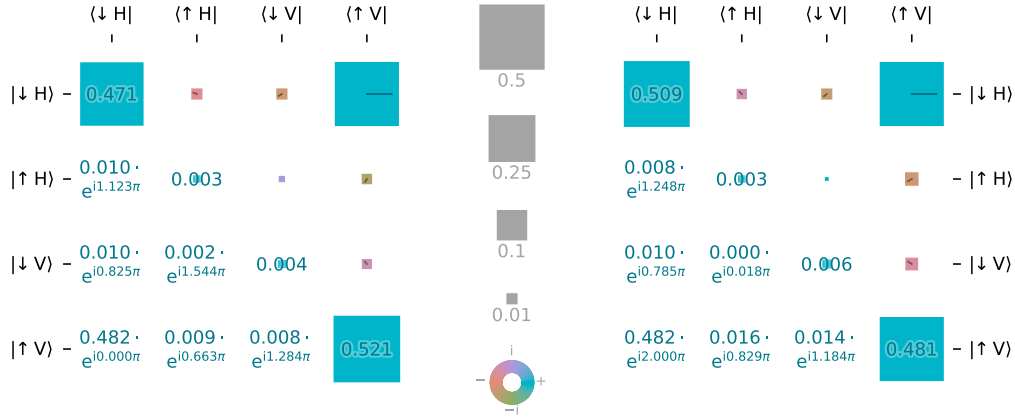 ⟨↓ H| ⟨↑ H| ⟨↓ V| ⟨↑ V| ⟨↓ H| ⟨↑ H| ⟨↓ V| ⟨↑ V|
0.5
|↓ H⟩ 0.471 0.509 |↓ H⟩
0.25
|↑ H⟩ 0.010 · e^{i1.123π} 0.003 0.008 · e^{i1.248π} 0.003 |↑ H⟩
0.1
|↓ V⟩ 0.010 · e^{i0.825π} 0.002 · e^{i1.544π} 0.004 0.010 · e^{i0.785π} 0.000 · e^{i0.018π} 0.006 |↓ V⟩
0.01
|↑ V⟩ 0.482 · e^{i0.000π} 0.009 · e^{i0.663π} 0.008 · e^{i1.284π} 0.521 0.482 · e^{i2.000π} 0.016 · e^{i0.829π} 0.014 · e^{i1.184π} 0.481 |↑ V⟩
i
− +
−i